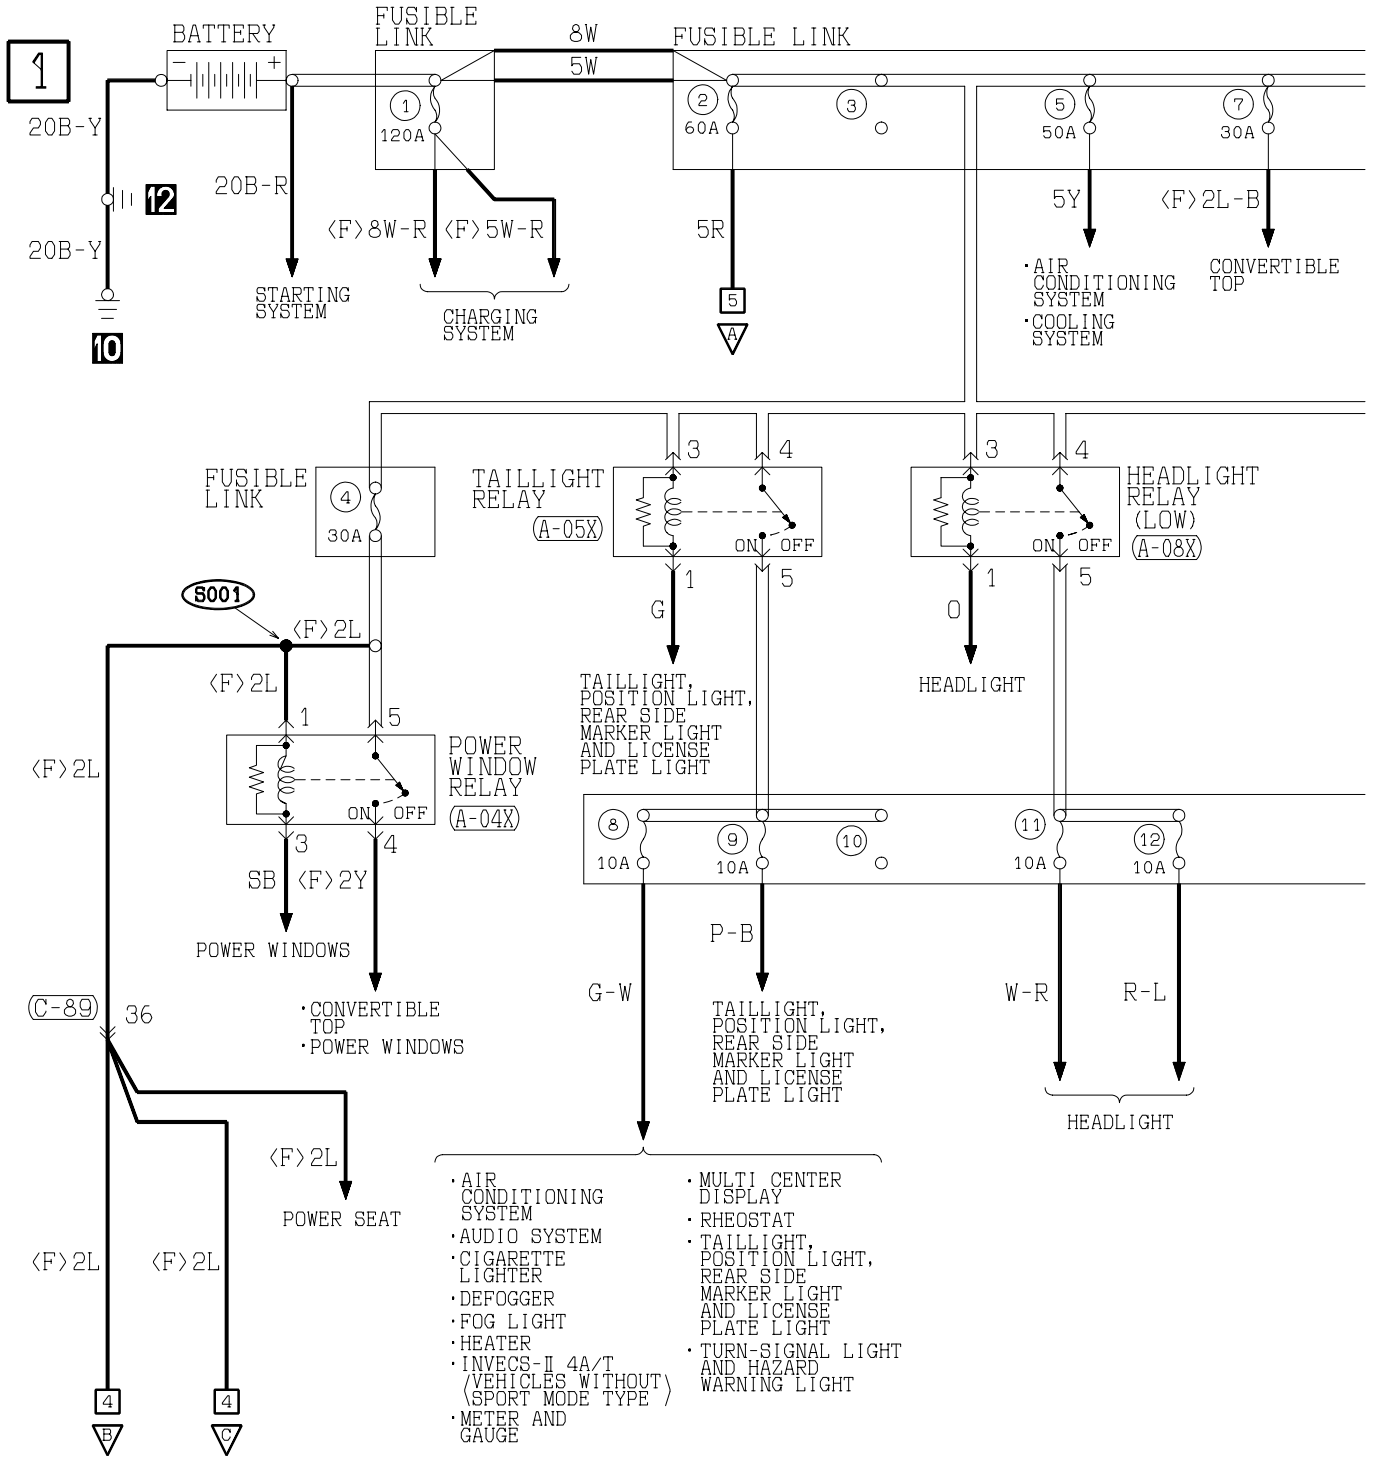 1
BATTERY
−
+
FUSIBLE
LINK
8W
5W
FUSIBLE LINK
1
120A
2
60A
3
5
50A
7
30A
20B-Y
12
20B-Y
10
20B-R
STARTING
SYSTEM
<F>8W-R
<F>5W-R
CHARGING
SYSTEM
5R
5
A
5Y
·AIR
CONDITIONING
SYSTEM
·COOLING
SYSTEM
<F>2L-B
CONVERTIBLE
TOP
FUSIBLE
LINK
4
30A
TAILLIGHT
RELAY
A-05X
3
4
ON
OFF
1
5
G
TAILLIGHT,
POSITION LIGHT,
REAR SIDE
MARKER LIGHT
AND LICENSE
PLATE LIGHT
3
4
HEADLIGHT
RELAY
(LOW)
A-08X
ON
OFF
1
5
O
HEADLIGHT
S001
<F>2L
<F>2L
<F>2L
1
5
POWER
WINDOW
RELAY
A-04X
ON
OFF
3
4
SB
<F>2Y
POWER WINDOWS
·CONVERTIBLE
TOP
·POWER WINDOWS
8
10A
9
10A
10
11
10A
12
10A
G-W
P-B
TAILLIGHT,
POSITION LIGHT,
REAR SIDE
MARKER LIGHT
AND LICENSE
PLATE LIGHT
W-R
R-L
HEADLIGHT
C-89
36
<F>2L
POWER SEAT
<F>2L
<F>2L
4
B
4
C
·AIR
CONDITIONING
SYSTEM
·AUDIO SYSTEM
·CIGARETTE
LIGHTER
·DEFOGGER
·FOG LIGHT
·HEATER
·INVECS-Ⅱ 4A/T
(VEHICLES WITHOUT
SPORT MODE TYPE)
·METER AND
GAUGE
·MULTI CENTER
DISPLAY
·RHEOSTAT
·TAILLIGHT,
POSITION LIGHT,
REAR SIDE
MARKER LIGHT
AND LICENSE
PLATE LIGHT
·TURN-SIGNAL LIGHT
AND HAZARD
WARNING LIGHT